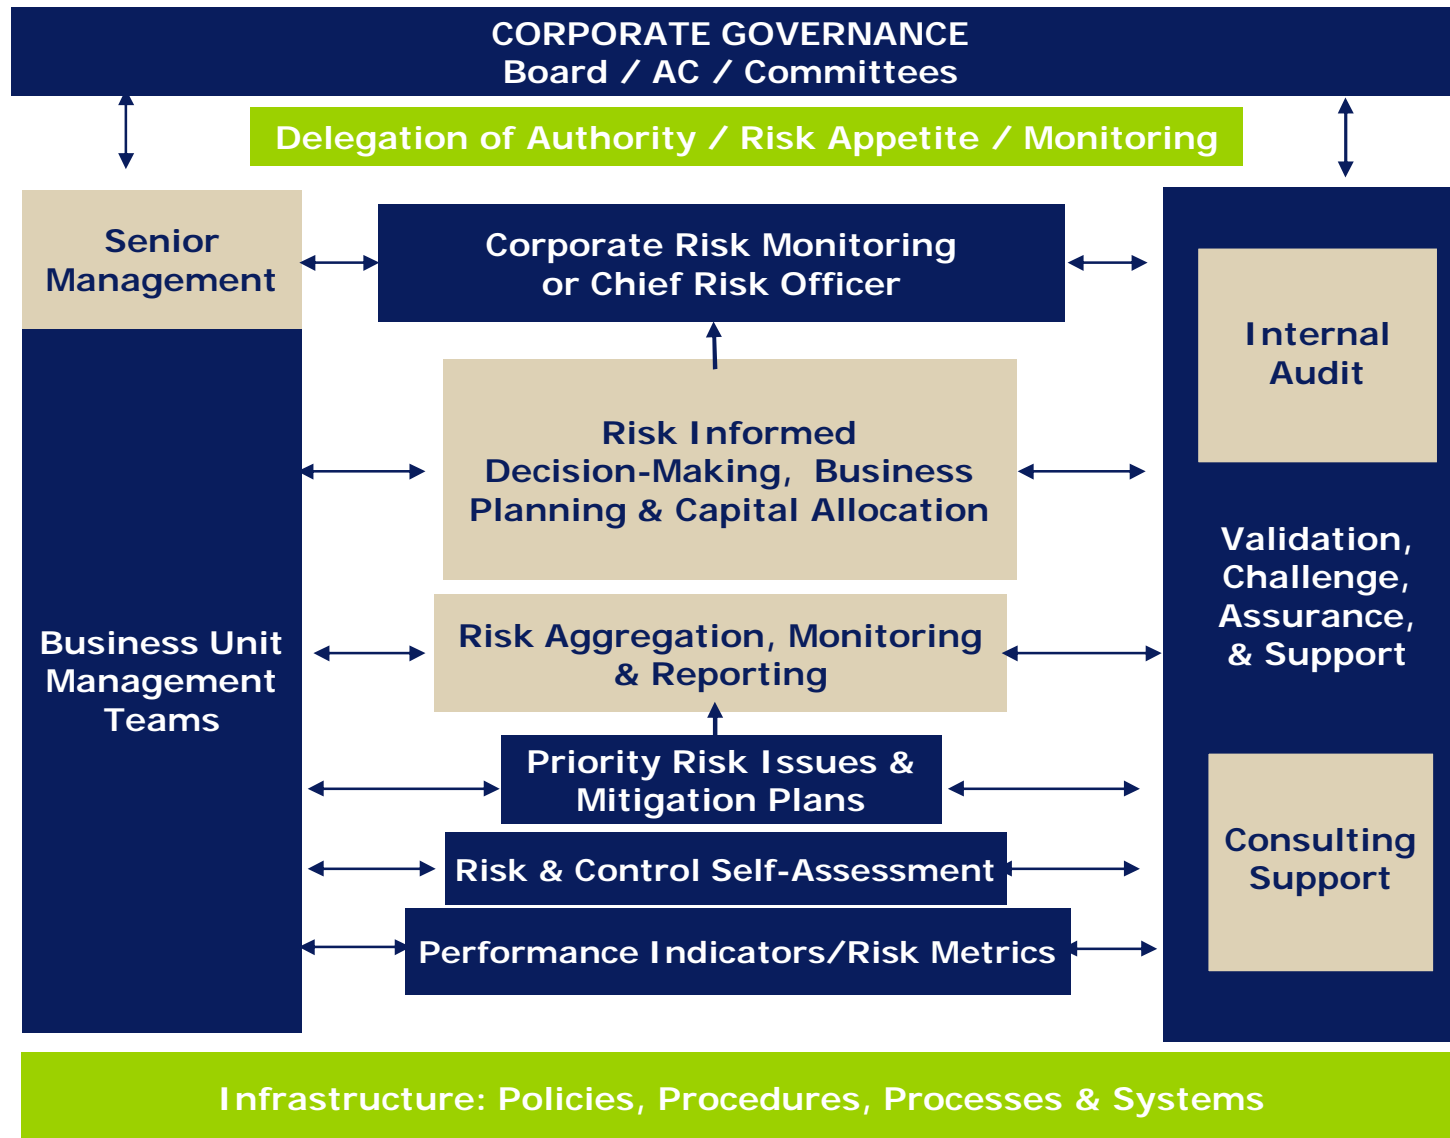 CORPORATE GOVERNANCE
Board / AC / Committees
Delegation of Authority / Risk Appetite / Monitoring
Senior
Management
Corporate Risk Monitoring
or Chief Risk Officer
Internal
Audit
Risk Informed
Decision-Making, Business
Planning & Capital Allocation
Validation,
Challenge,
Assurance,
& Support
Business Unit
Management
Teams
Risk Aggregation, Monitoring
& Reporting
Priority Risk Issues &
Mitigation Plans
Consulting
Support
Risk & Control Self-Assessment
Performance Indicators/Risk Metrics
Infrastructure: Policies, Procedures, Processes & Systems